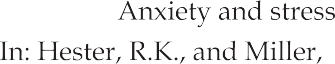 Anxiety and stress
In: Hester, R.K., and Miller,